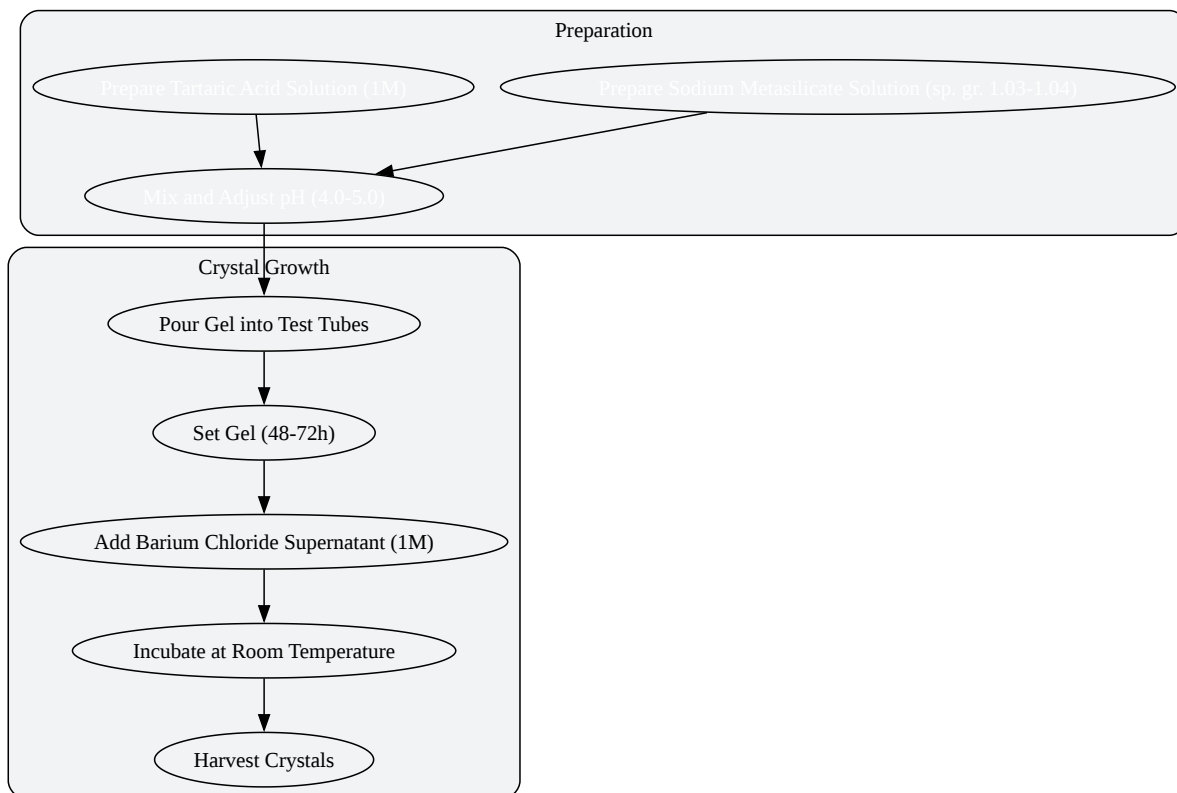 Preparation
Prepare Tartaric Acid Solution (1M)
Prepare Sodium Metasilicate Solution (sp. gr. 1.03-1.04)
Mix and Adjust pH (4.0-5.0)
Crystal Growth
Pour Gel into Test Tubes
Set Gel (48-72h)
Add Barium Chloride Supernatant (1M)
Incubate at Room Temperature
Harvest Crystals